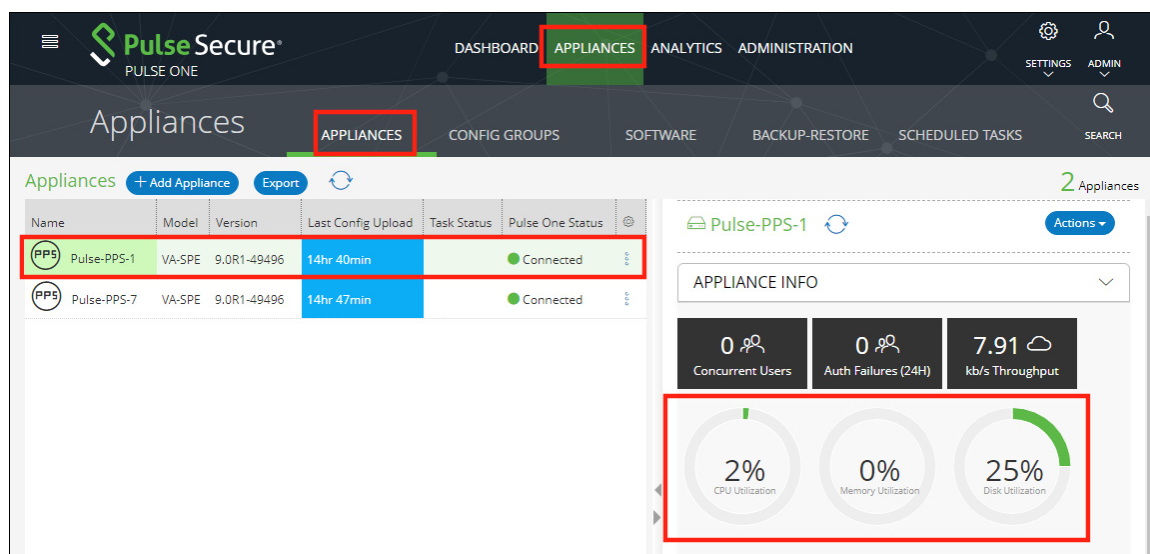 Pulse Secure®
PULSE ONE
DASHBOARD APPLIANCES ANALYTICS ADMINISTRATION
SETTINGS
ADMIN
Appliances
APPLIANCES CONFIG GROUPS SOFTWARE BACKUP-RESTORE SCHEDULED TASKS
SEARCH
Appliances + Add Appliance Export
2 Appliances
Name Model Version Last Config Upload Task Status Pulse One Status
PPS Pulse-PPS-1 VA-SPE 9.0R1-49496 14hr 40min Connected
PPS Pulse-PPS-7 VA-SPE 9.0R1-49496 14hr 47min Connected
Pulse-PPS-1
Actions
APPLIANCE INFO
0
Concurrent Users
0
Auth Failures (24H)
7.91
kb/s Throughput
2%
CPU Utilization
0%
Memory Utilization
25%
Disk Utilization